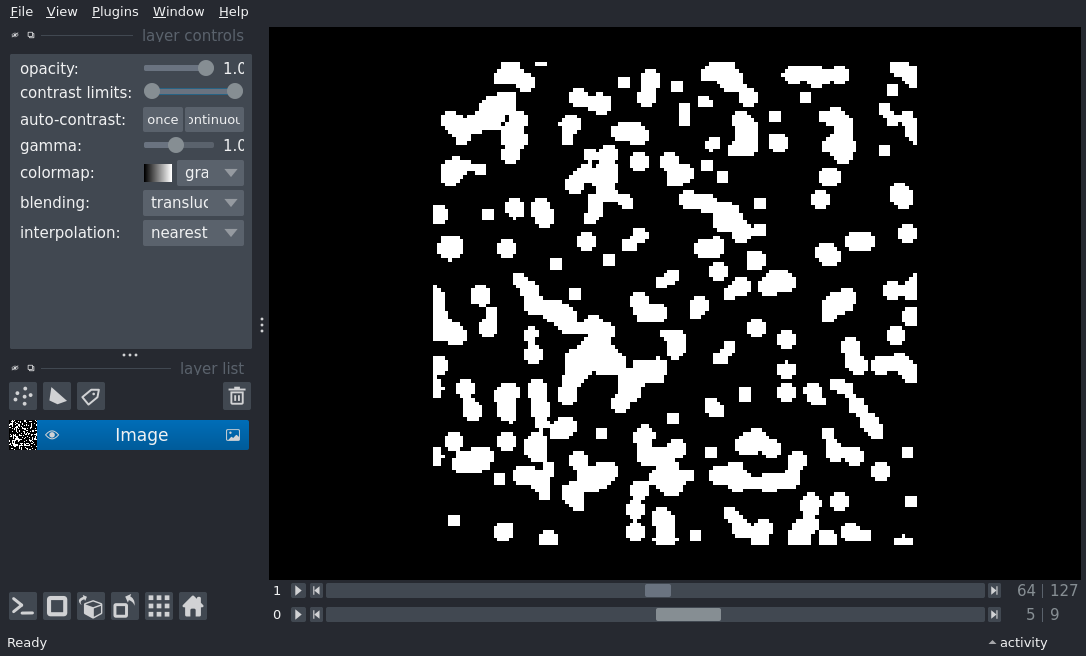 File View Plugins Window Help
layer controls
opacity: 1.0
contrast limits:
auto-contrast: once ontinuou
gamma: 1.0
colormap: gra
blending: transluc
interpolation: nearest
layer list
Image
1 64 | 127
0 5 | 9
Ready activity